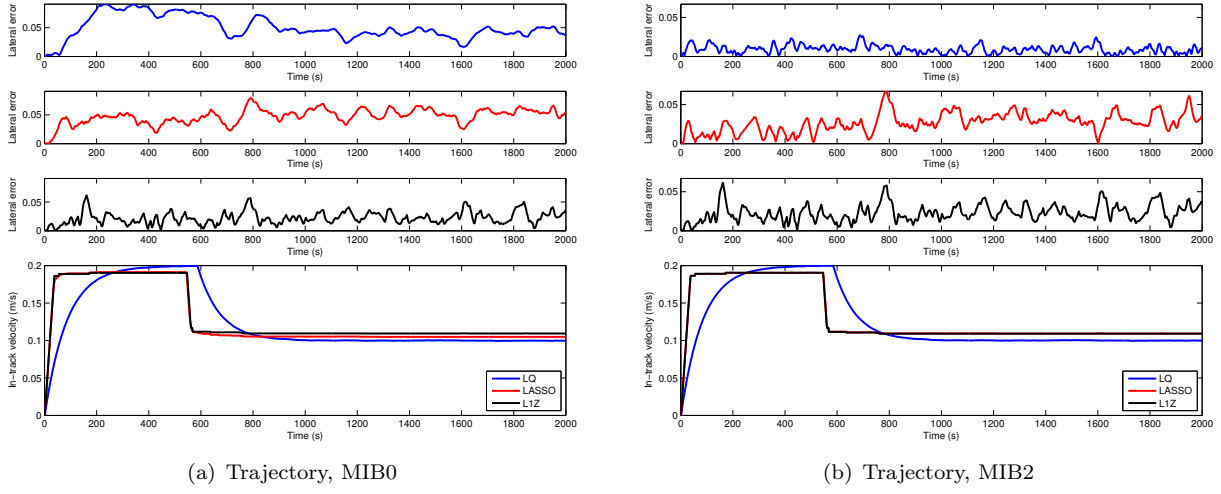 Lateral error
0.05
0
0 200 400 600 800 1000 1200 1400 1600 1800 2000
Time (s)
Lateral error
0.05
0
0 200 400 600 800 1000 1200 1400 1600 1800 2000
Time (s)
Lateral error
0.05
0
0 200 400 600 800 1000 1200 1400 1600 1800 2000
Time (s)
In-track velocity (m/s)
0.2
0.15
0.1
0.05
0
LQ
LASSO
L1Z
0 200 400 600 800 1000 1200 1400 1600 1800 2000
Time (s)
(a) Trajectory, MIB0
Lateral error
0.05
0
0 200 400 600 800 1000 1200 1400 1600 1800 2000
Time (s)
Lateral error
0.05
0
0 200 400 600 800 1000 1200 1400 1600 1800 2000
Time (s)
Lateral error
0.05
0
0 200 400 600 800 1000 1200 1400 1600 1800 2000
Time (s)
In-track velocity (m/s)
0.2
0.15
0.1
0.05
0
LQ
LASSO
L1Z
0 200 400 600 800 1000 1200 1400 1600 1800 2000
Time (s)
(b) Trajectory, MIB2